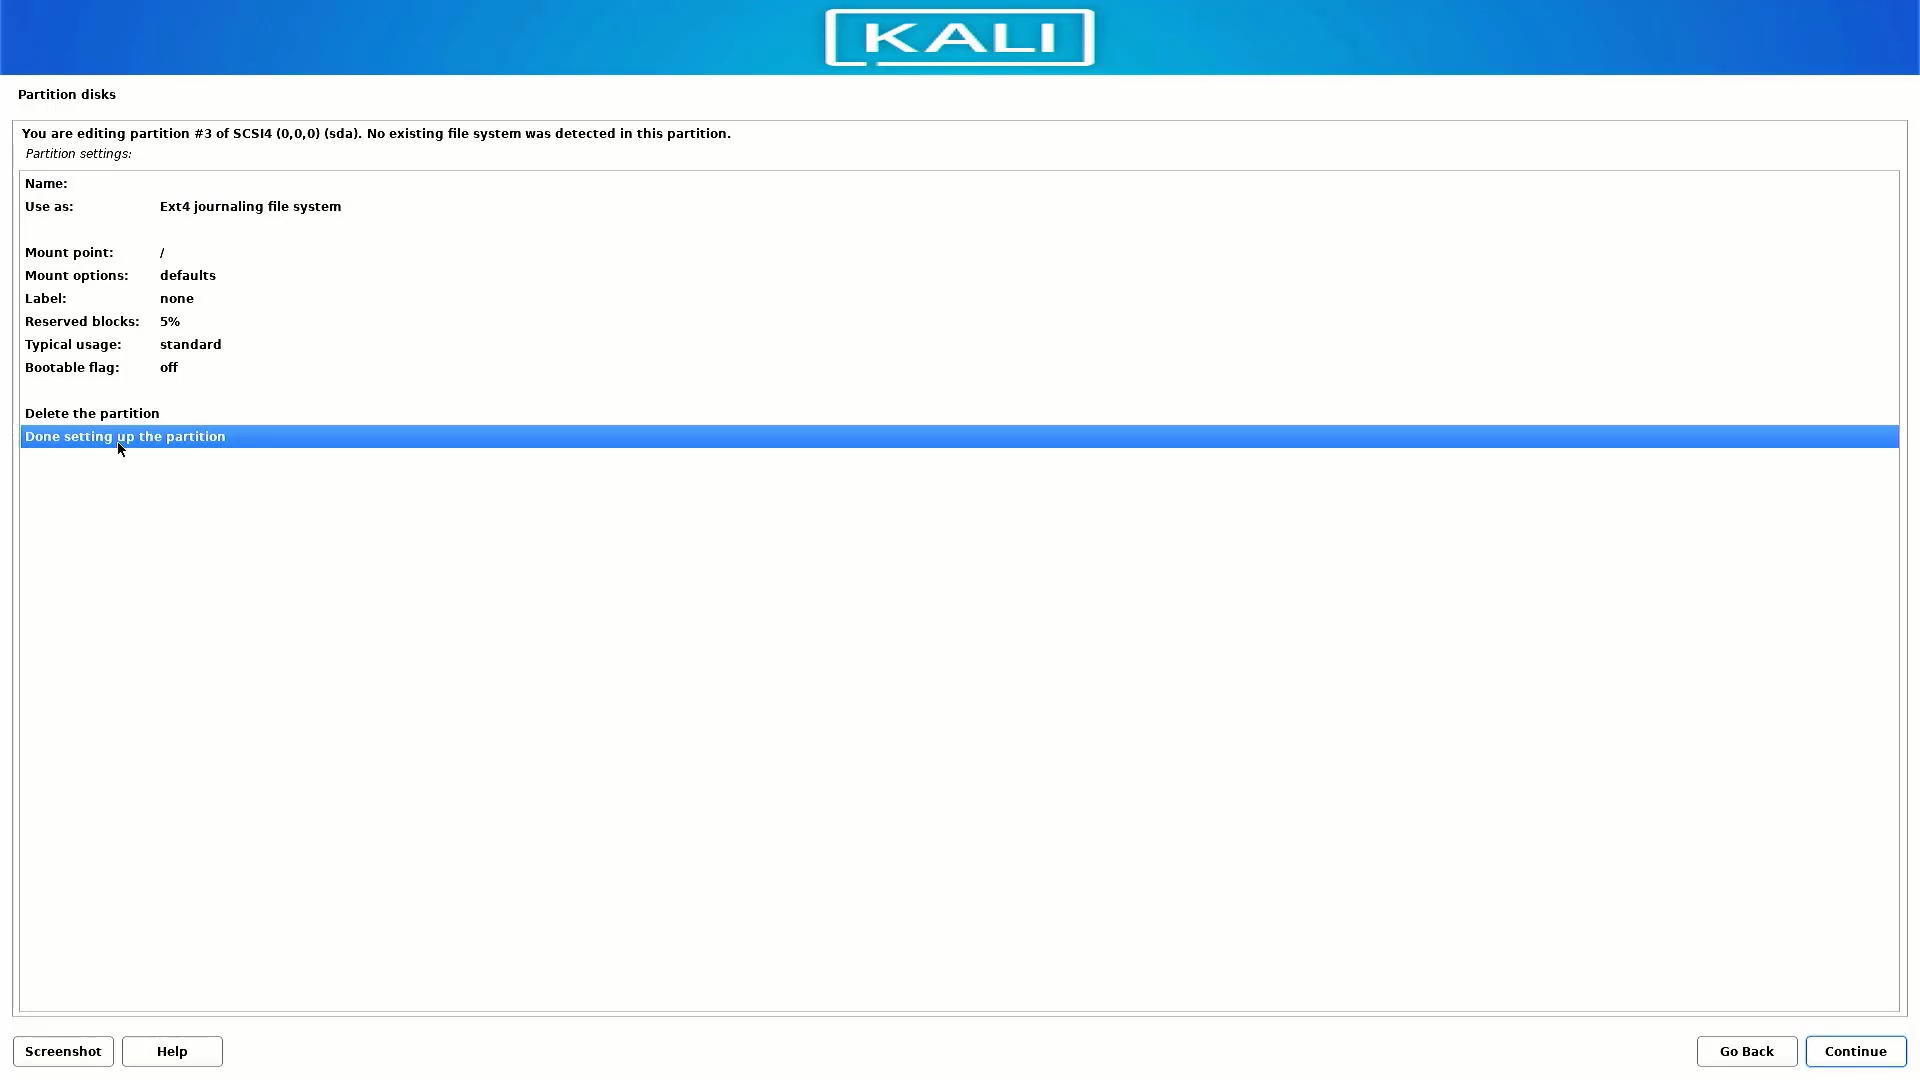 KALI
Partition disks
You are editing partition #3 of SCSI4 (0,0,0) (sda). No existing file system was detected in this partition.
Partition settings:
Name:
Use as: Ext4 journaling file system
Mount point: /
Mount options: defaults
Label: none
Reserved blocks: 5%
Typical usage: standard
Bootable flag: off
Delete the partition
Done setting up the partition
Screenshot Help Go Back Continue